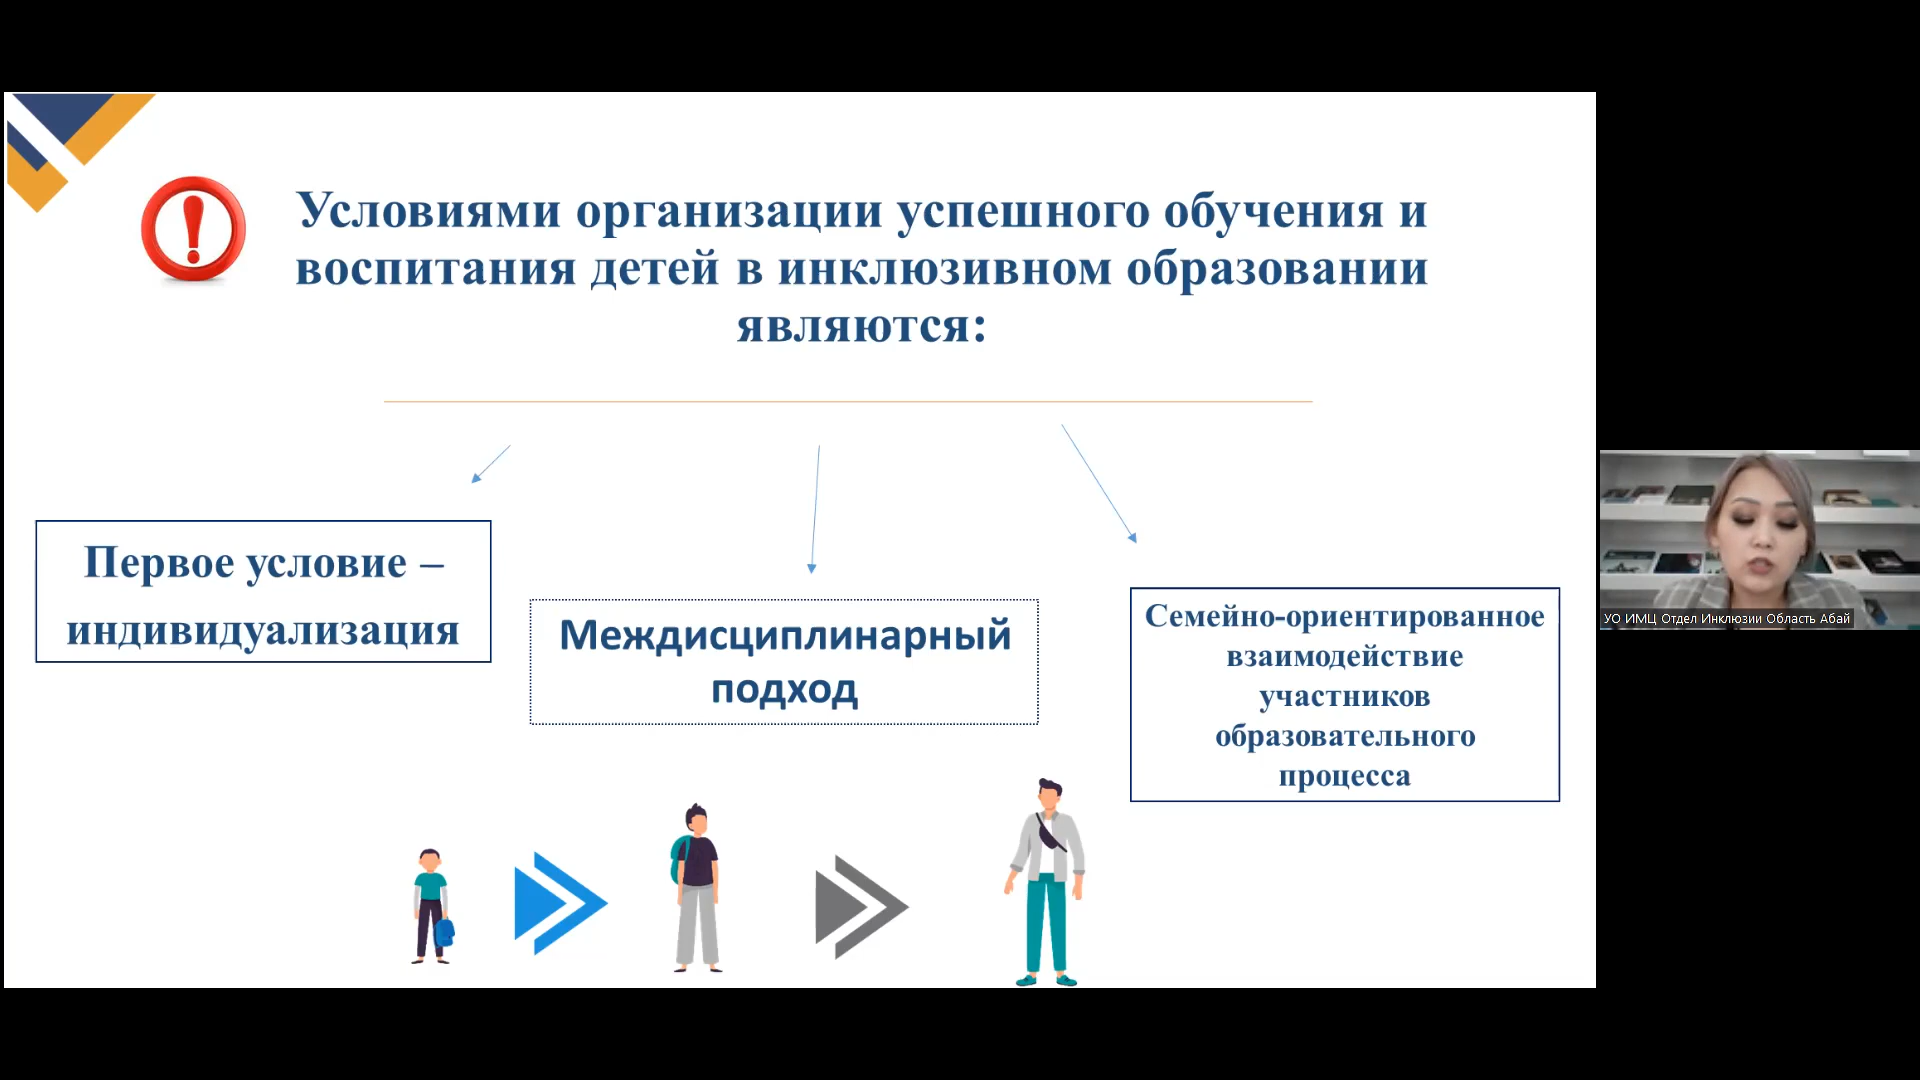 Условиями организации успешного обучения и
воспитания детей в инклюзивном образовании
являются:
Первое условие –
индивидуализация
Междисциплинарный
подход
Семейно-ориентированное
взаимодействие
участников
образовательного
процесса
УО ИМЦ Отдел Инклюзии Область Абай